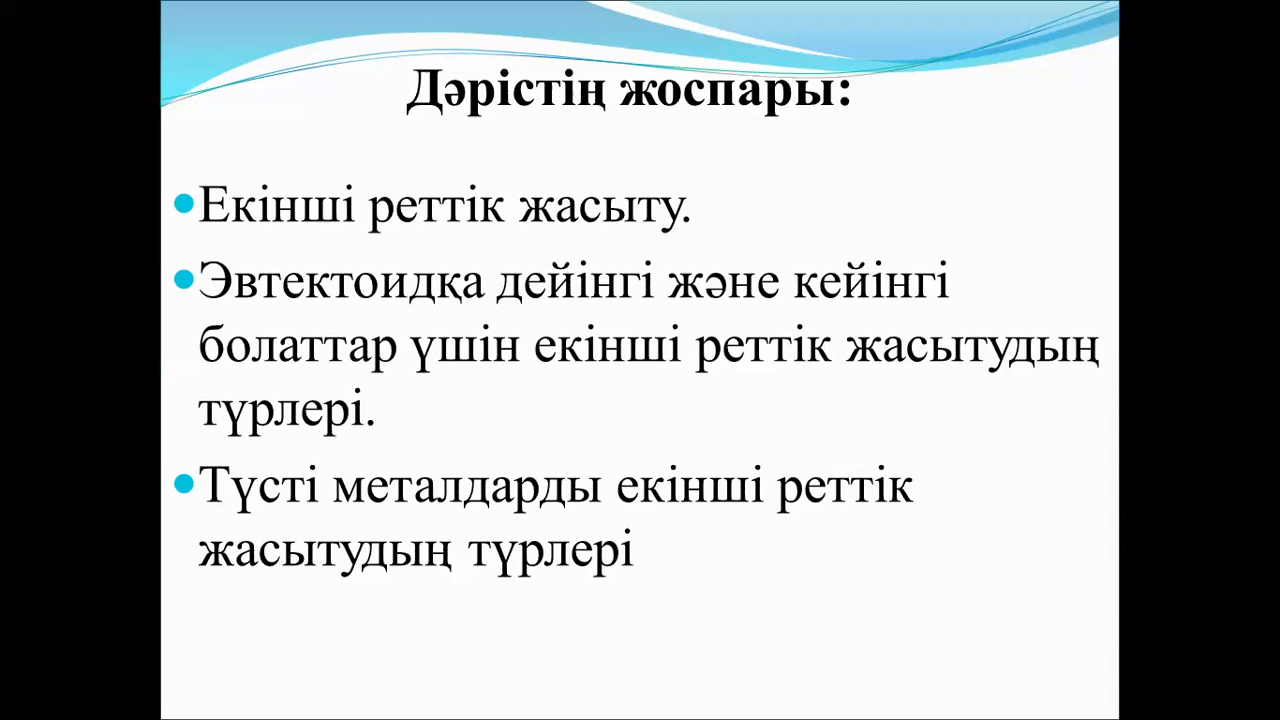 Дәрістің жоспары:
•Екінші реттік жасыту.
•Эвтектоидқа дейінгі және кейінгі
болаттар үшін екінші реттік жасытудың
түрлері.
•Түсті металдарды екінші реттік
жасытудың түрлері